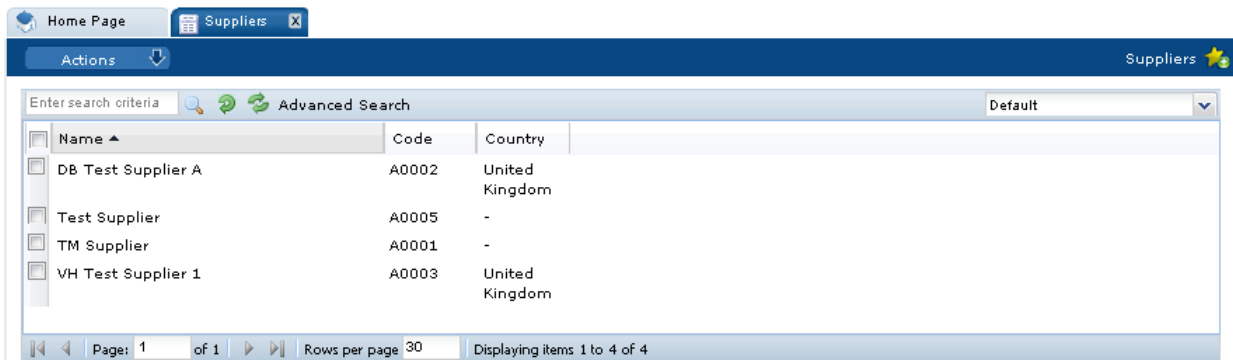 Home Page Suppliers
Actions Suppliers
Enter search criteria Advanced Search Default
Name Code Country
DB Test Supplier A A0002 United
Kingdom
Test Supplier A0005 -
TM Supplier A0001 -
VH Test Supplier 1 A0003 United
Kingdom
Page: 1 of 1 Rows per page 30 Displaying items 1 to 4 of 4